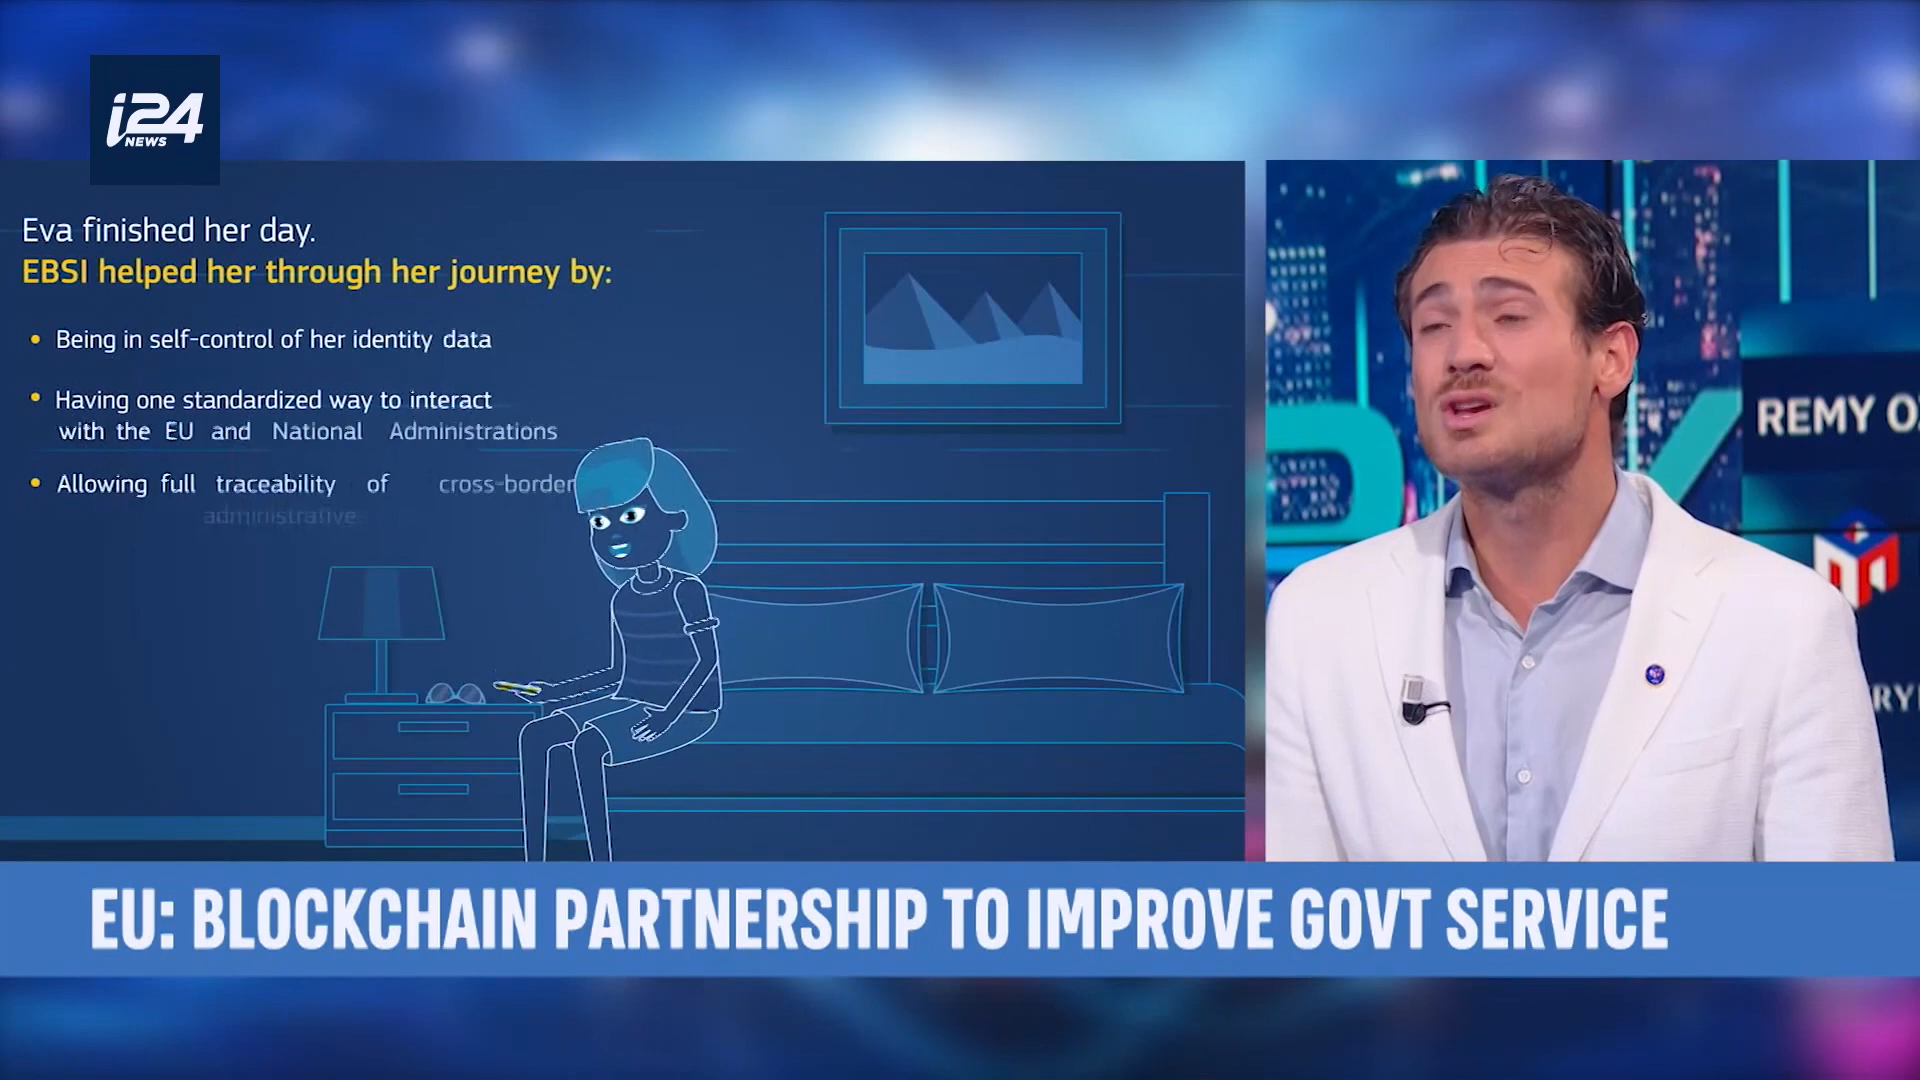 i24
NEWS
Eva finished her day.
EBSI helped her through her journey by:
Being in self-control of her identity data
Having one standardized way to interact
with the EU and National Administrations
Allowing full traceability of cross-border
administrative
REMY O
RY
EU: BLOCKCHAIN PARTNERSHIP TO IMPROVE GOVT SERVICE